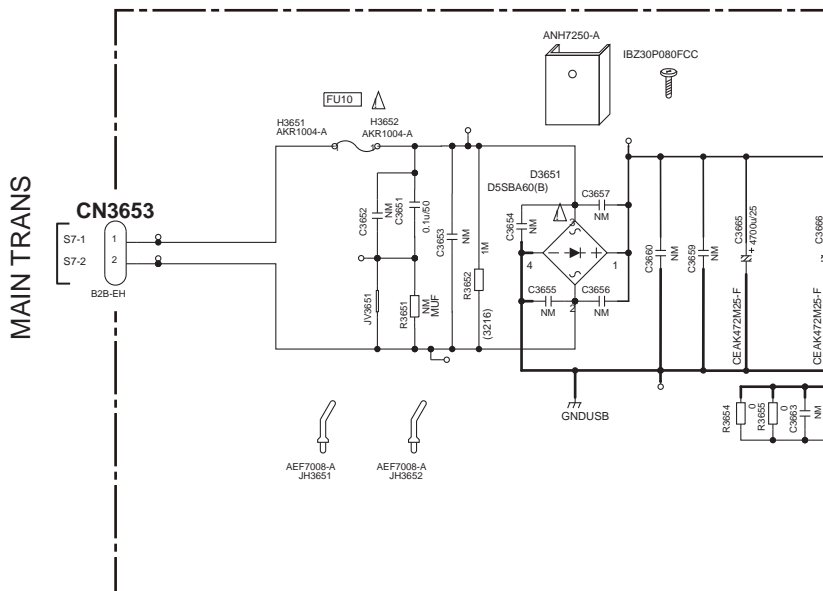 ANH7250-A
IBZ30P080FCC
FU10
H3651
AKR1004-A
H3652
AKR1004-A
1
MAIN TRANS
CN3653
S7-1
1
S7-2
2
B2B-EH
C3652
NM
C3651
0.1u/50
C3653
NM
R3652
1M
(3216)
JV3651
R3651
NM
MUF
D3651
D5SBA60(B)
C3654
NM
C3657
NM
3
4
1
2
C3655
NM
C3656
NM
C3660
NM
C3659
NM
C3665
+ 4700u/25
CEAK472M25-F
C3666
CEAK472M25-F
GNDUSB
R3654
0
R3655
0
C3663
NM
AEF7008-A
JH3651
AEF7008-A
JH3652